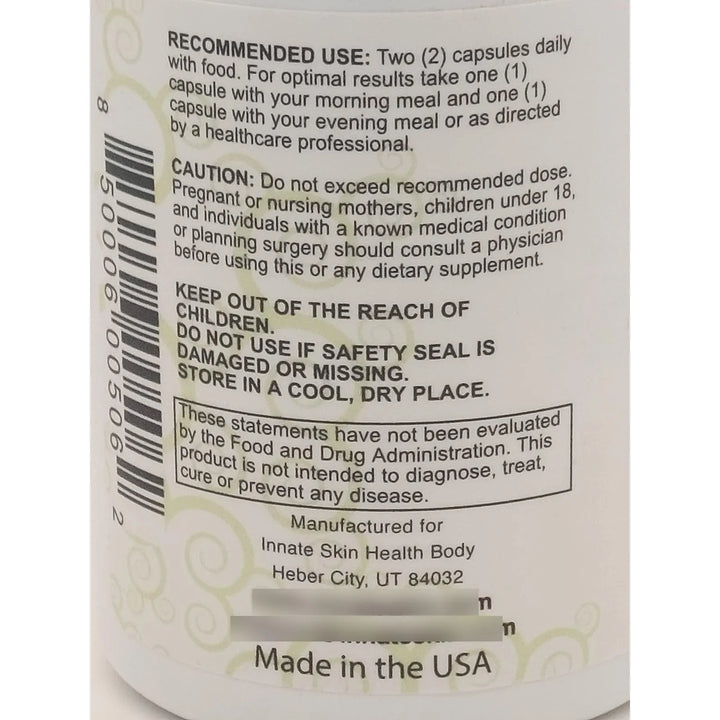 RECOMMENDED USE: Two (2) capsules daily
with food. For optimal results take one (1)
capsule with your morning meal and one (1)
capsule with your evening meal or as directed
by a healthcare professional.
CAUTION: Do not exceed recommended dose.
Pregnant or nursing mothers, children under 18,
and individuals with a known medical condition
or planning surgery should consult a physician
before using this or any dietary supplement.
KEEP OUT OF THE REACH OF
CHILDREN.
DO NOT USE IF SAFETY SEAL IS
DAMAGED OR MISSING.
STORE IN A COOL, DRY PLACE.
These statements have not been evaluated
by the Food and Drug Administration. This
product is not intended to diagnose, treat,
cure or prevent any disease.
Manufactured for
Innate Skin Health Body
Heber City, UT 84032
Made in the USA
8 50006 00506 2